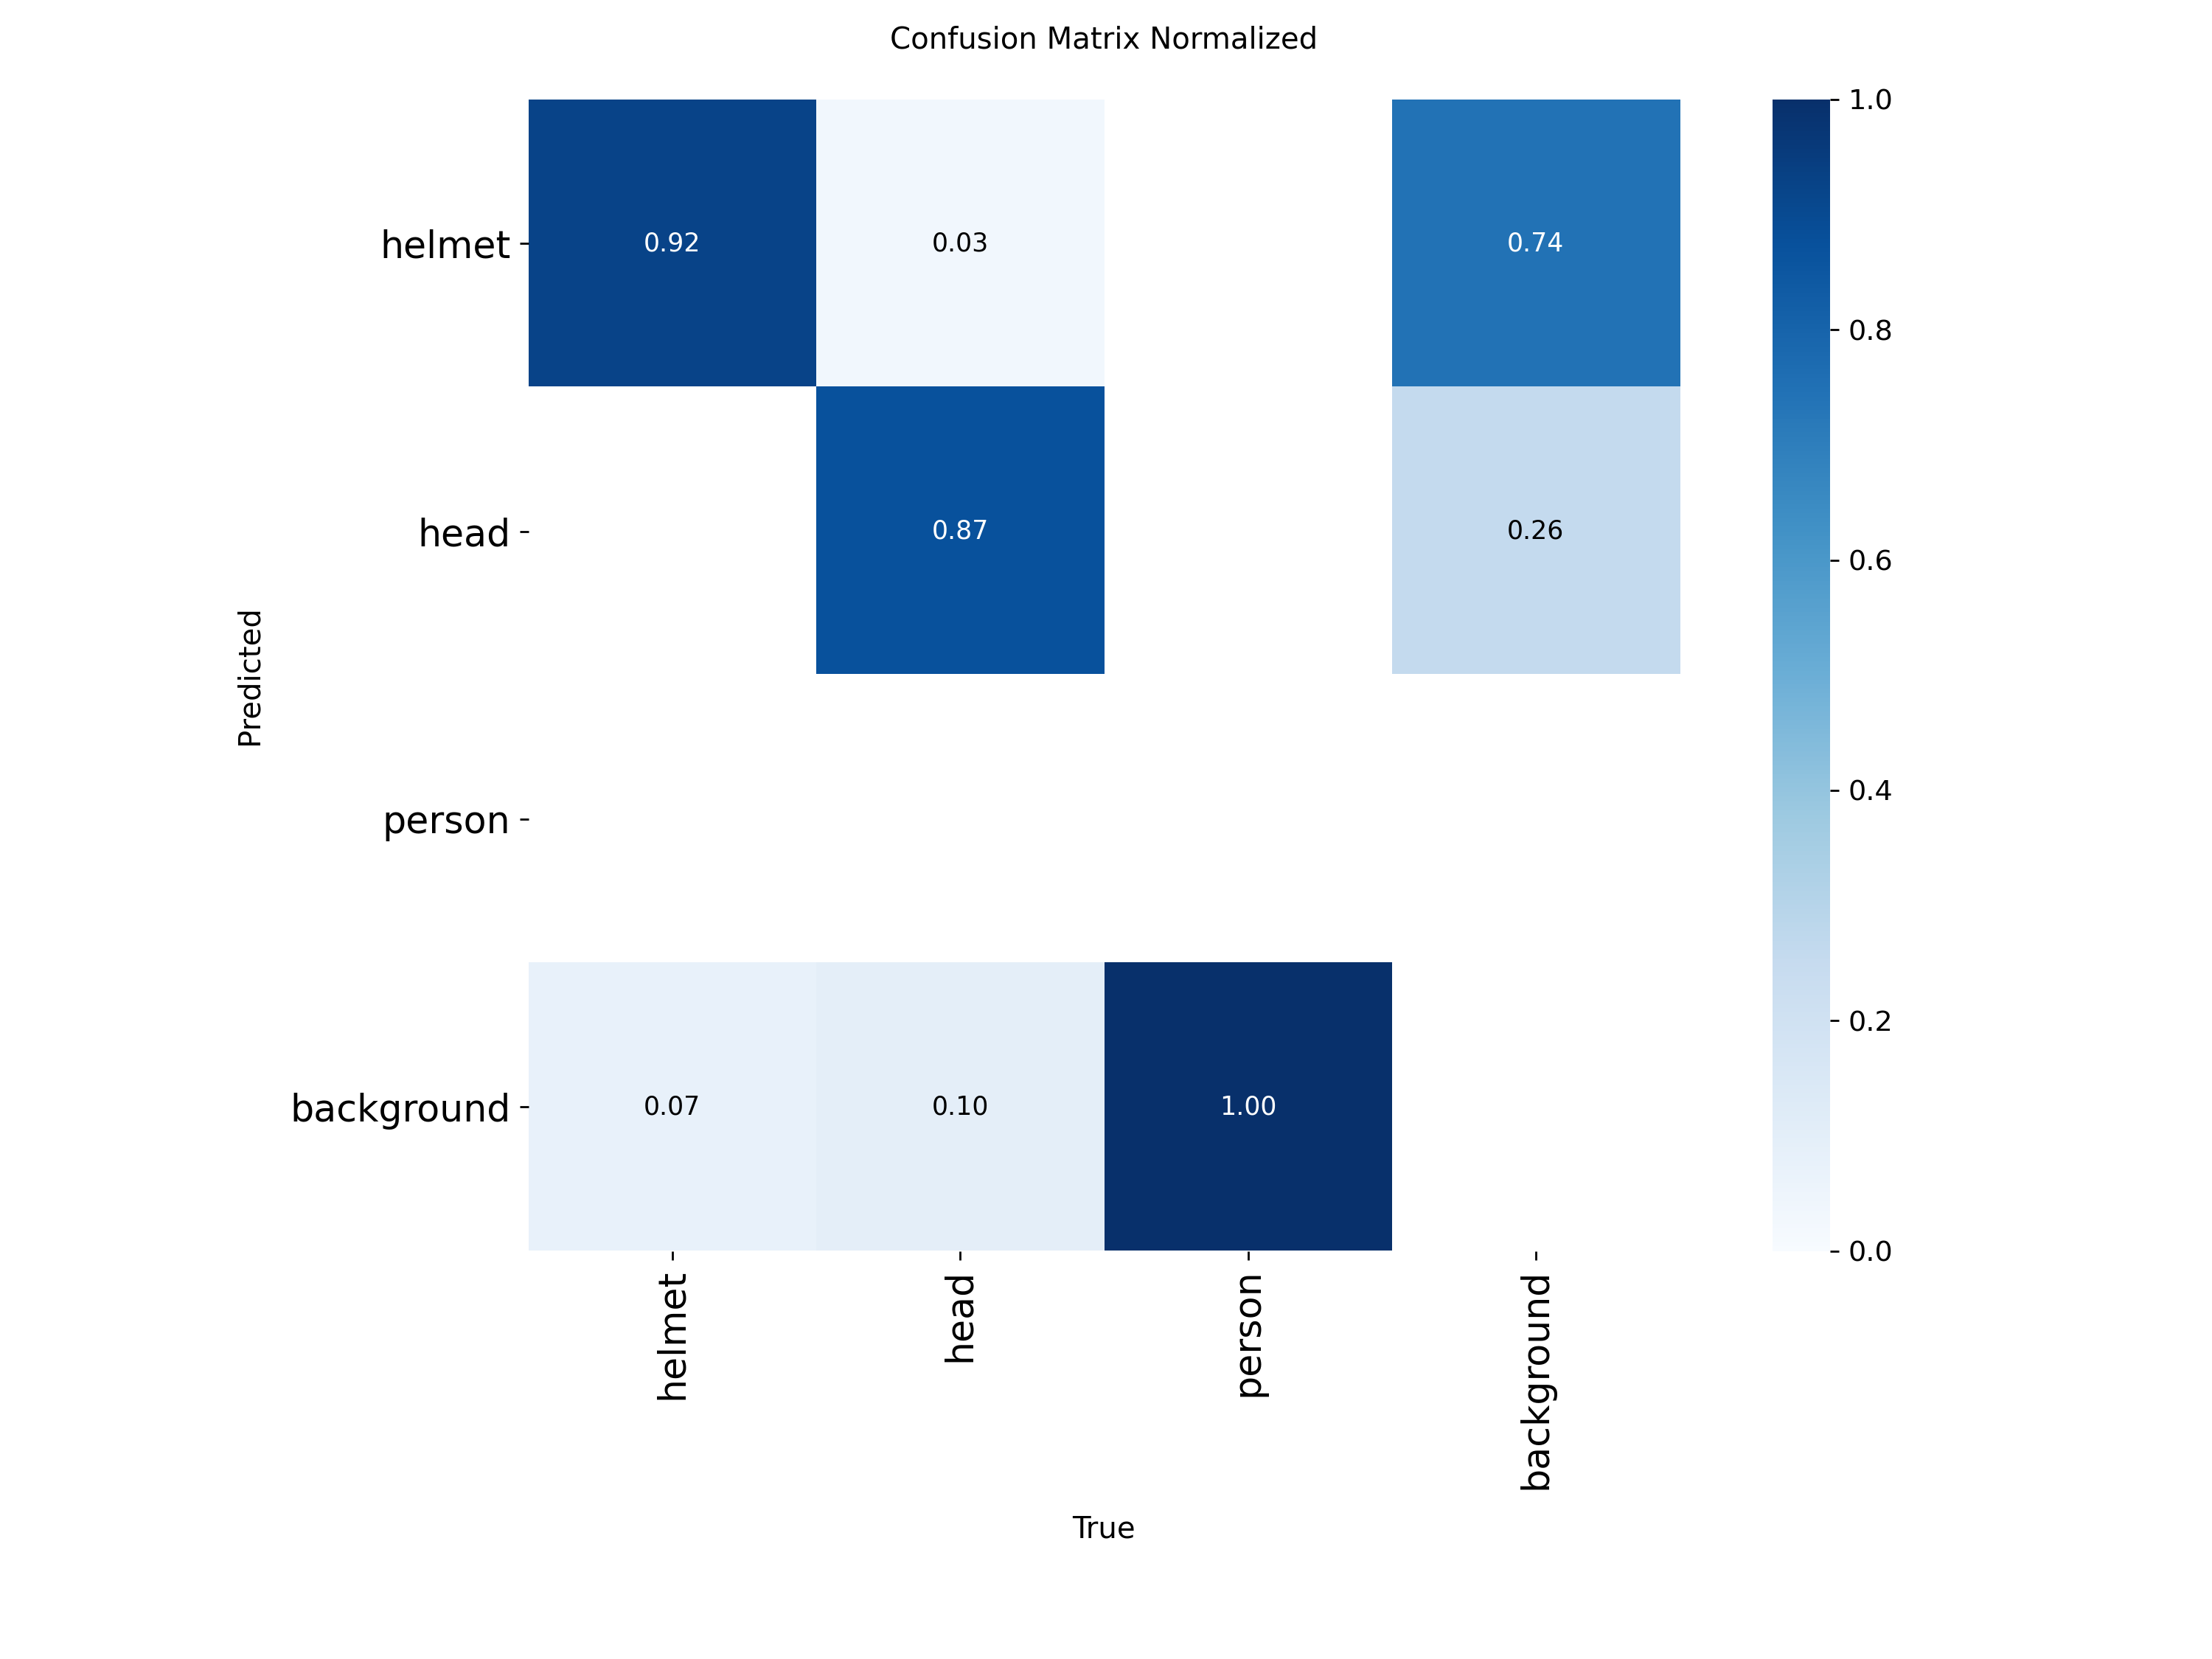 Confusion Matrix Normalized
helmet
0.92
0.03
0.74
head
0.87
0.26
person
background
0.07
0.10
1.00
Predicted
helmet
head
person
background
True
1.0
0.8
0.6
0.4
0.2
0.0